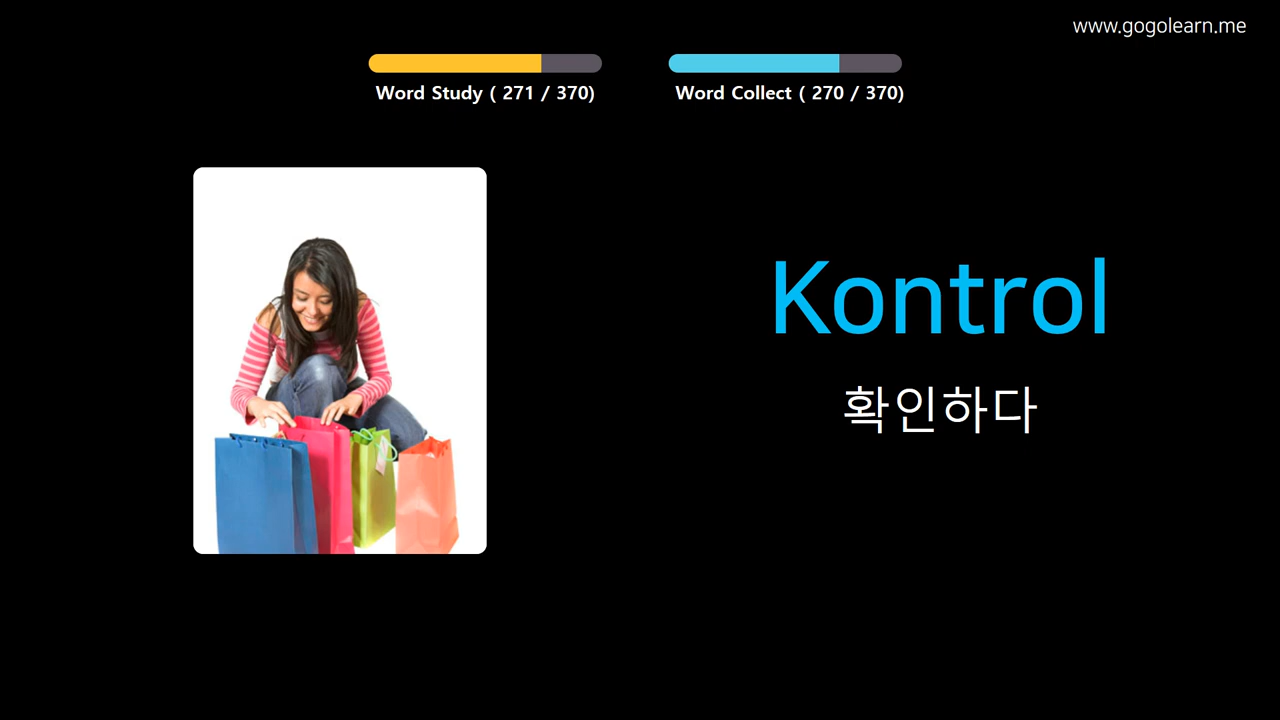 www.gogolearn.me
Word Study ( 271 / 370)
Word Collect ( 270 / 370)
Kontrol
확인하다